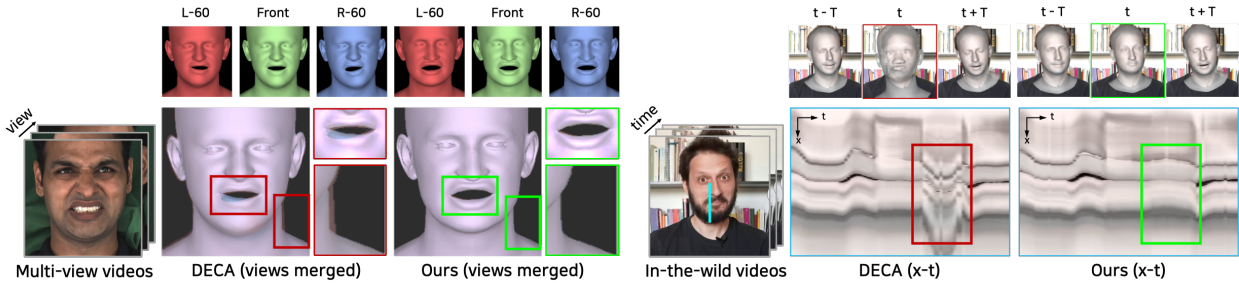 L-60 Front R-60 L-60 Front R-60
t - T t t + T t - T t t + T
view
time
x t
x t
Multi-view videos DECA (views merged) Ours (views merged) In-the-wild videos DECA (x-t) Ours (x-t)